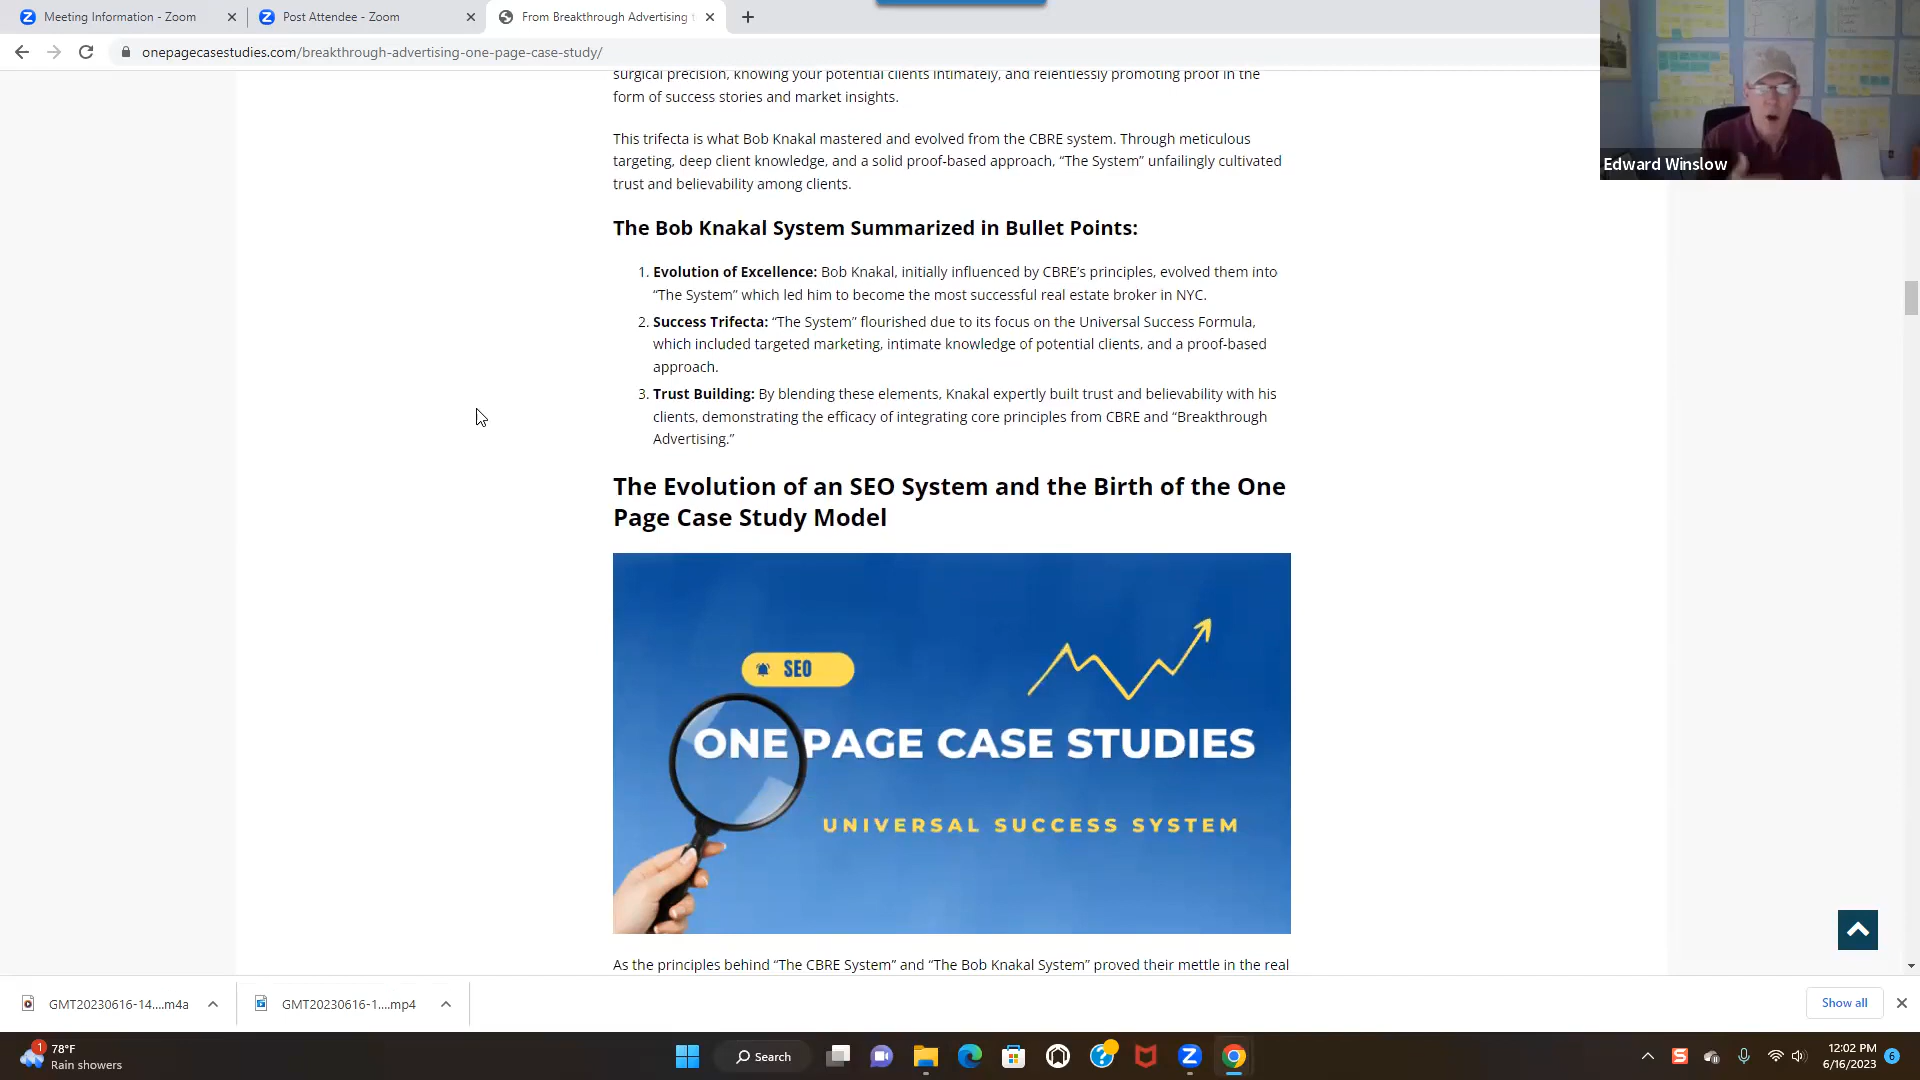 Meeting Information - Zoom
Post Attendee - Zoom
From Breakthrough Advertising
onepagecasestudies.com/breakthrough-advertising-one-page-case-study/
Edward Winslow
surgical precision, knowing your potential clients intimately, and relentlessly promoting proof in the
form of success stories and market insights.
This trifecta is what Bob Knakal mastered and evolved from the CBRE system. Through meticulous
targeting, deep client knowledge, and a solid proof-based approach, “The System” unfailingly cultivated
trust and believability among clients.
The Bob Knakal System Summarized in Bullet Points:
1. Evolution of Excellence: Bob Knakal, initially influenced by CBRE’s principles, evolved them into
“The System” which led him to become the most successful real estate broker in NYC.
2. Success Trifecta: “The System” flourished due to its focus on the Universal Success Formula,
which included targeted marketing, intimate knowledge of potential clients, and a proof-based
approach.
3. Trust Building: By blending these elements, Knakal expertly built trust and believability with his
clients, demonstrating the efficacy of integrating core principles from CBRE and “Breakthrough
Advertising.”
The Evolution of an SEO System and the Birth of the One
Page Case Study Model
SEO
ONE PAGE CASE STUDIES
UNIVERSAL SUCCESS SYSTEM
As the principles behind “The CBRE System” and “The Bob Knakal System” proved their mettle in the real
GMT20230616-14....m4a
GMT20230616-1....mp4
Show all
1
78°F
Rain showers
Search
12:02 PM
6/16/2023
6